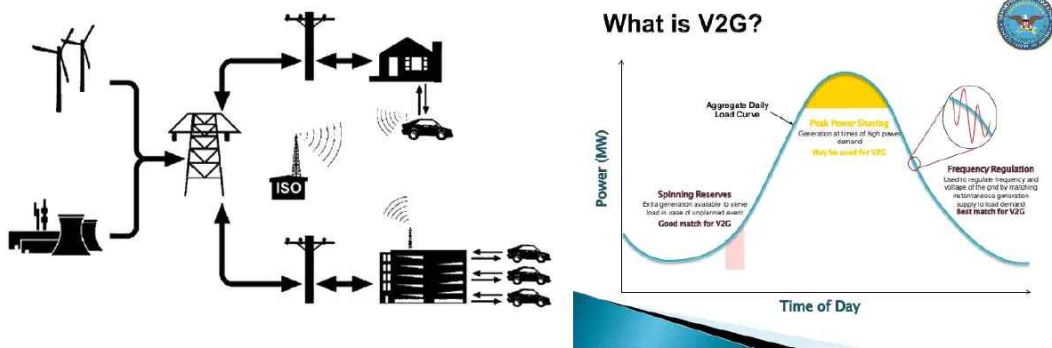 ISO
What is V2G?
Power (MW)
Aggregate Daily
Load Curve
Peak Power Shaving
Generation at times of high power
demand
May be used for V2G
Spinning Reserves
Extra generation available to serve
load in case of unplanned event
Good match for V2G
Frequency Regulation
Used to regulate frequency and
voltage of the grid by matching
instantaneous generation
supply to load demand
Best match for V2G
Time of Day